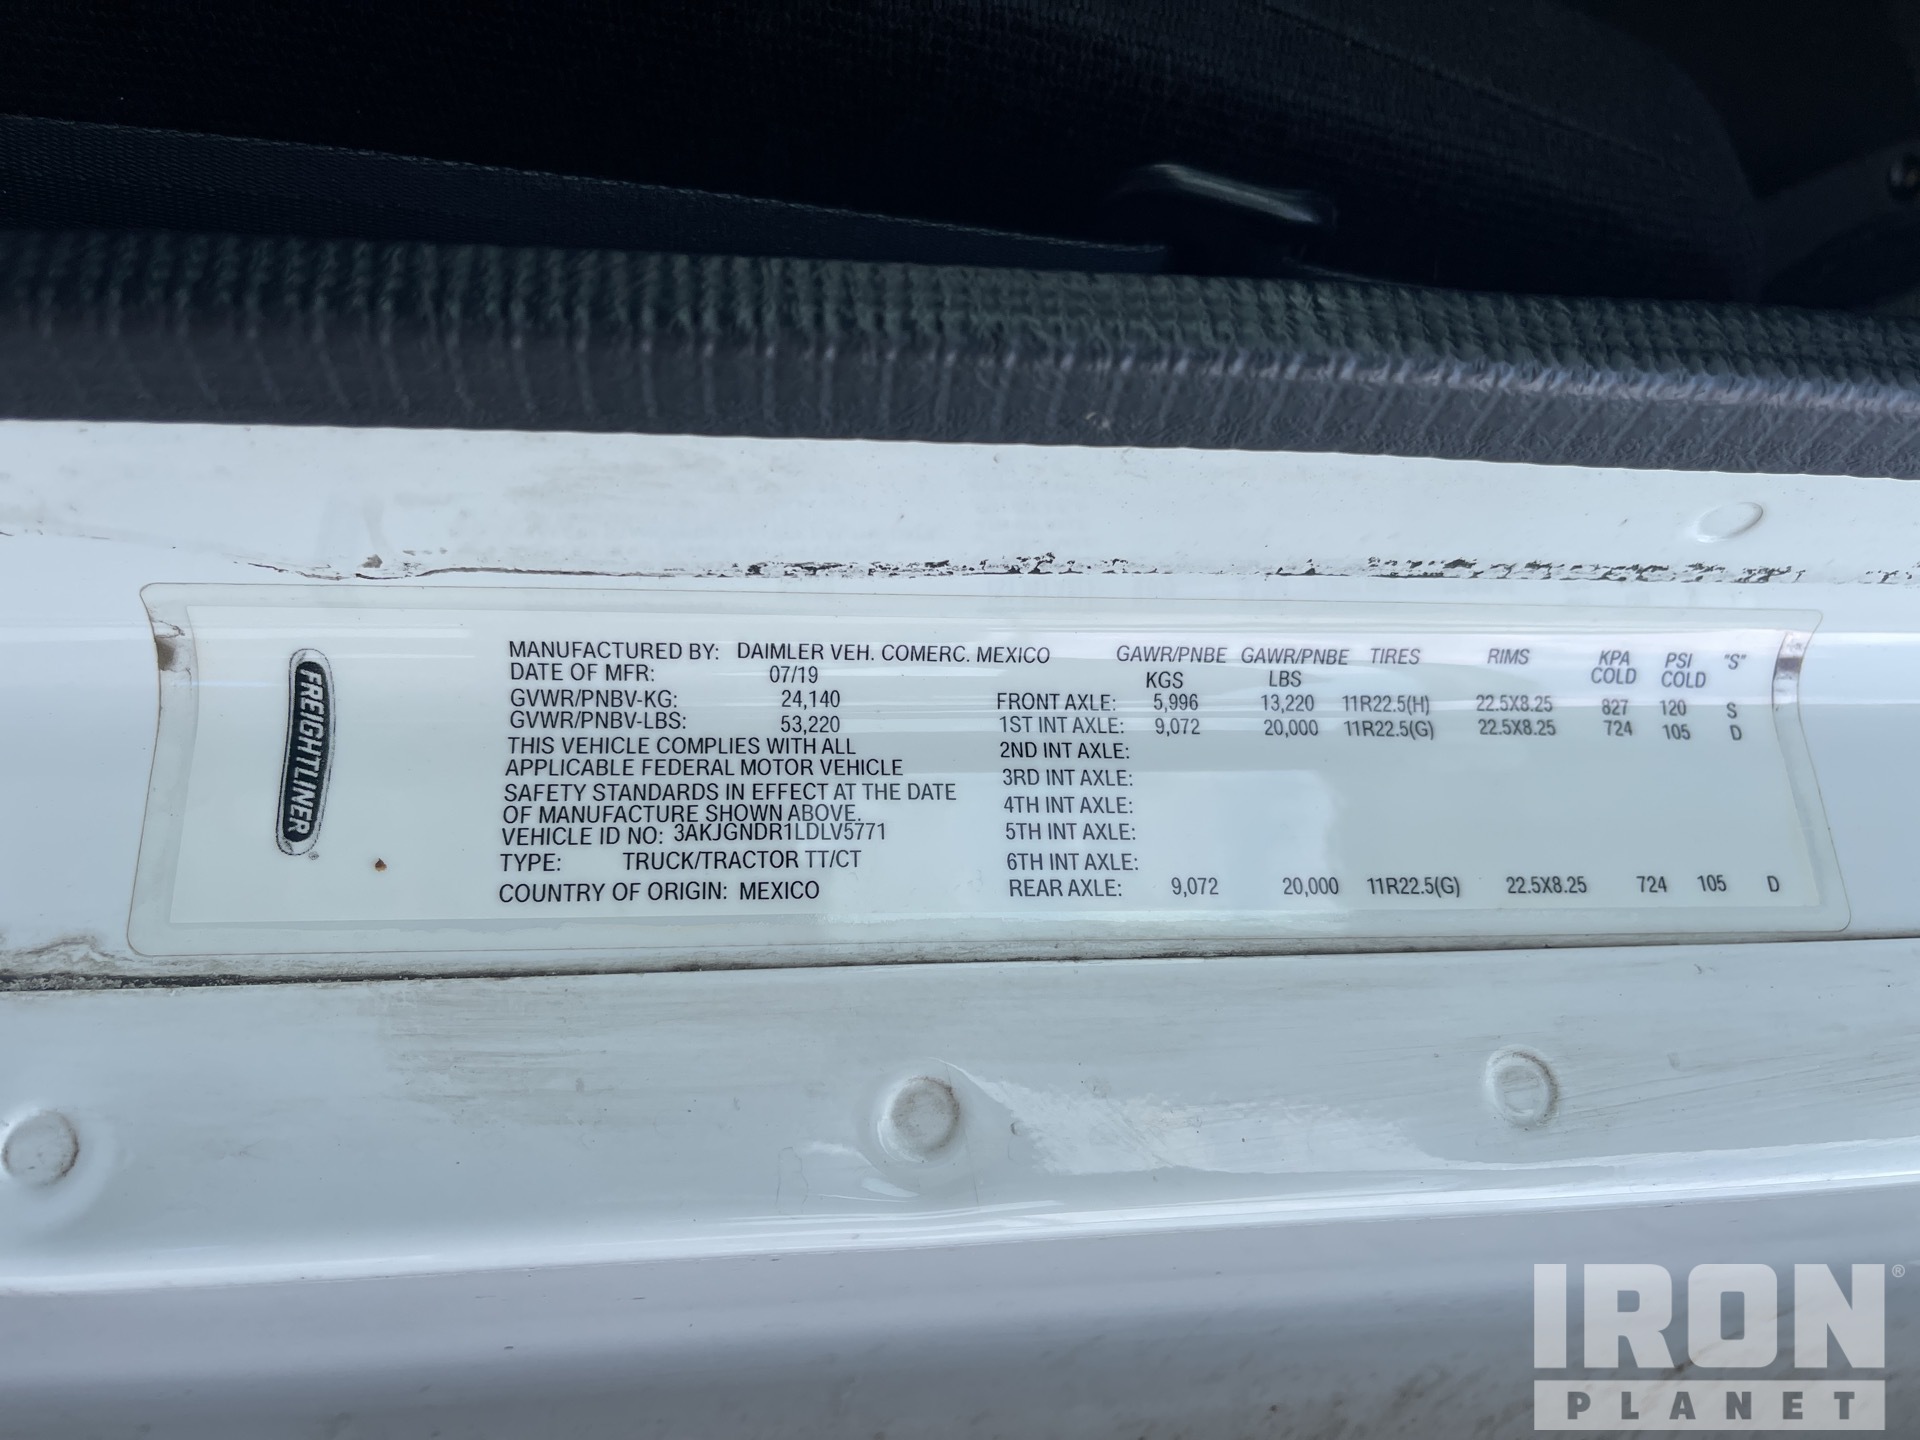 FREIGHTLINER®
MANUFACTURED BY: DAIMLER VEH. COMERC. MEXICO
DATE OF MFR: 07/19
GVWR/PNBV-KG: 24,140
GVWR/PNBV-LBS: 53,220
THIS VEHICLE COMPLIES WITH ALL
APPLICABLE FEDERAL MOTOR VEHICLE
SAFETY STANDARDS IN EFFECT AT THE DATE
OF MANUFACTURE SHOWN ABOVE.
VEHICLE ID NO: 3AKJGNDR1LDLV5771
TYPE: TRUCK/TRACTOR TT/CT
COUNTRY OF ORIGIN: MEXICO
GAWR/PNBE GAWR/PNBE TIRES RIMS KPA PSI "S"
KGS LBS COLD COLD
FRONT AXLE: 5,996 13,220 11R22.5(H) 22.5X8.25 827 120 S
1ST INT AXLE: 9,072 20,000 11R22.5(G) 22.5X8.25 724 105 D
2ND INT AXLE:
3RD INT AXLE:
4TH INT AXLE:
5TH INT AXLE:
6TH INT AXLE:
REAR AXLE: 9,072 20,000 11R22.5(G) 22.5X8.25 724 105 D
IRON®
PLANET